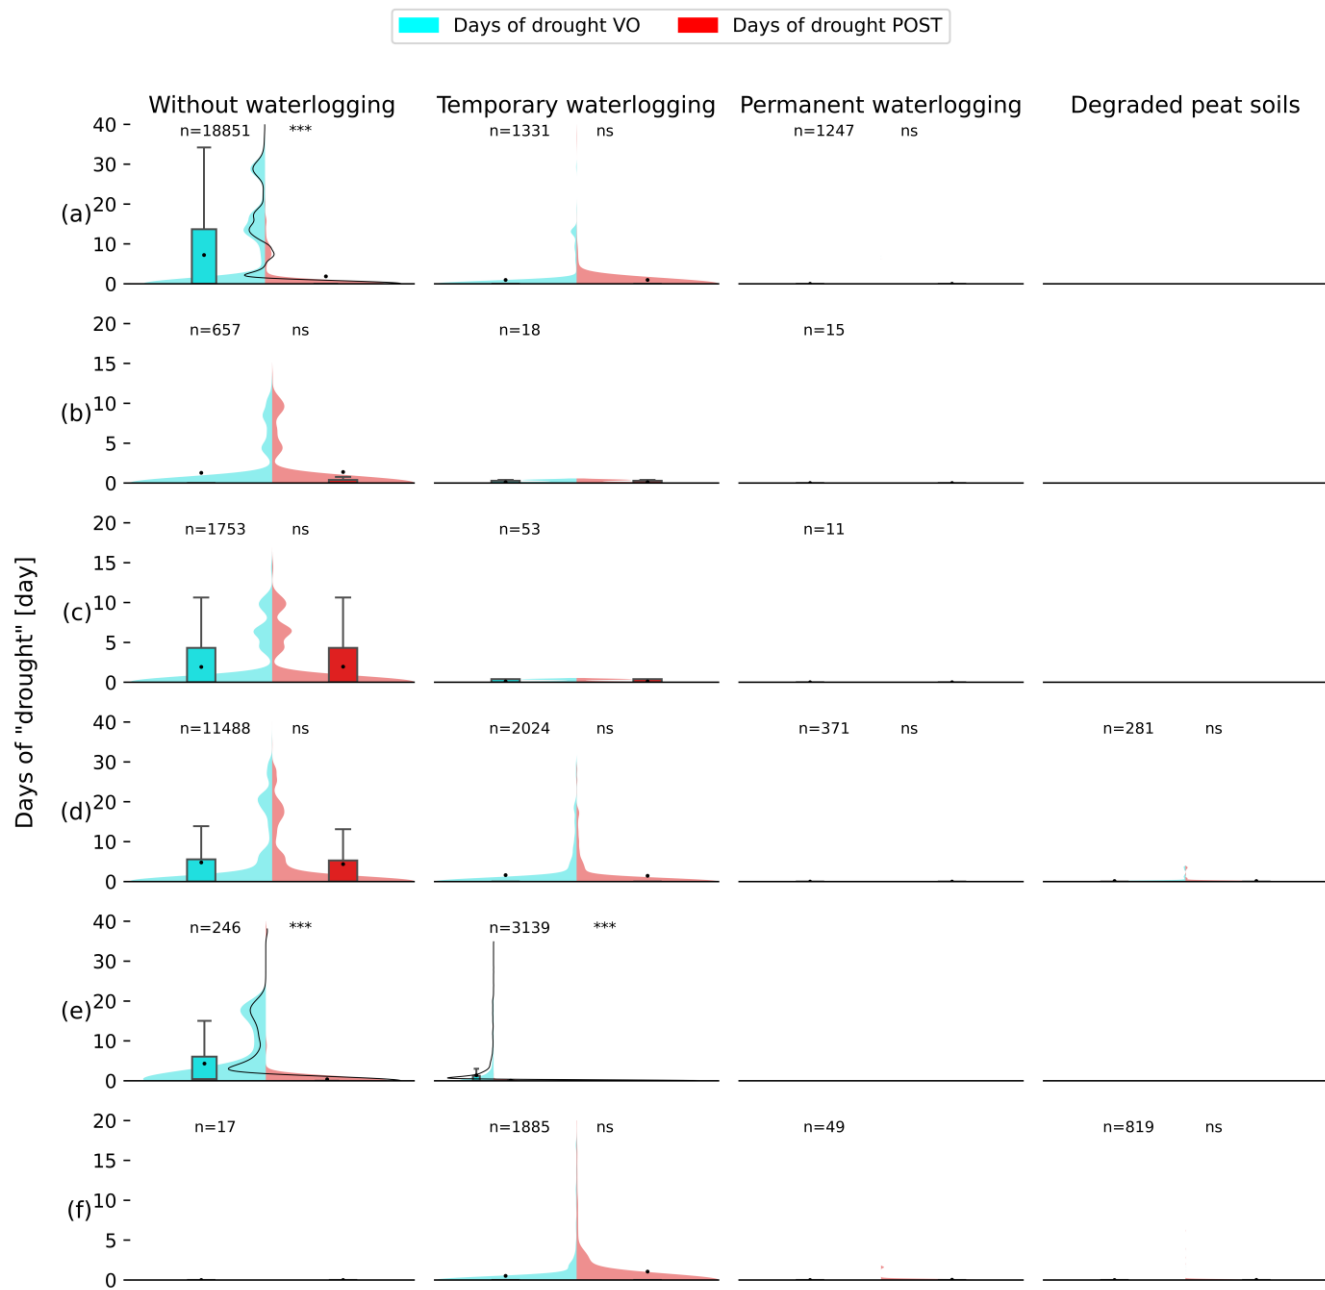 Days of drought VO Days of drought POST
Without waterlogging Temporary waterlogging Permanent waterlogging Degraded peat soils
40 n=18851 *** n=1331 ns n=1247 ns
30
20
(a)
10
0
20 n=657 ns n=18 n=15
15
(b) 10
5
0
20 n=1753 ns n=53 n=11
15
(c) 10
5
0
40 n=11488 ns n=2024 ns n=371 ns n=281 ns
30
(d) 20
10
0
40 n=246 *** n=3139 ***
30
20
(e)
10
0
20 n=17 n=1885 ns n=49 n=819 ns
15
(f) 10
5
0
Days of "drought" [day]